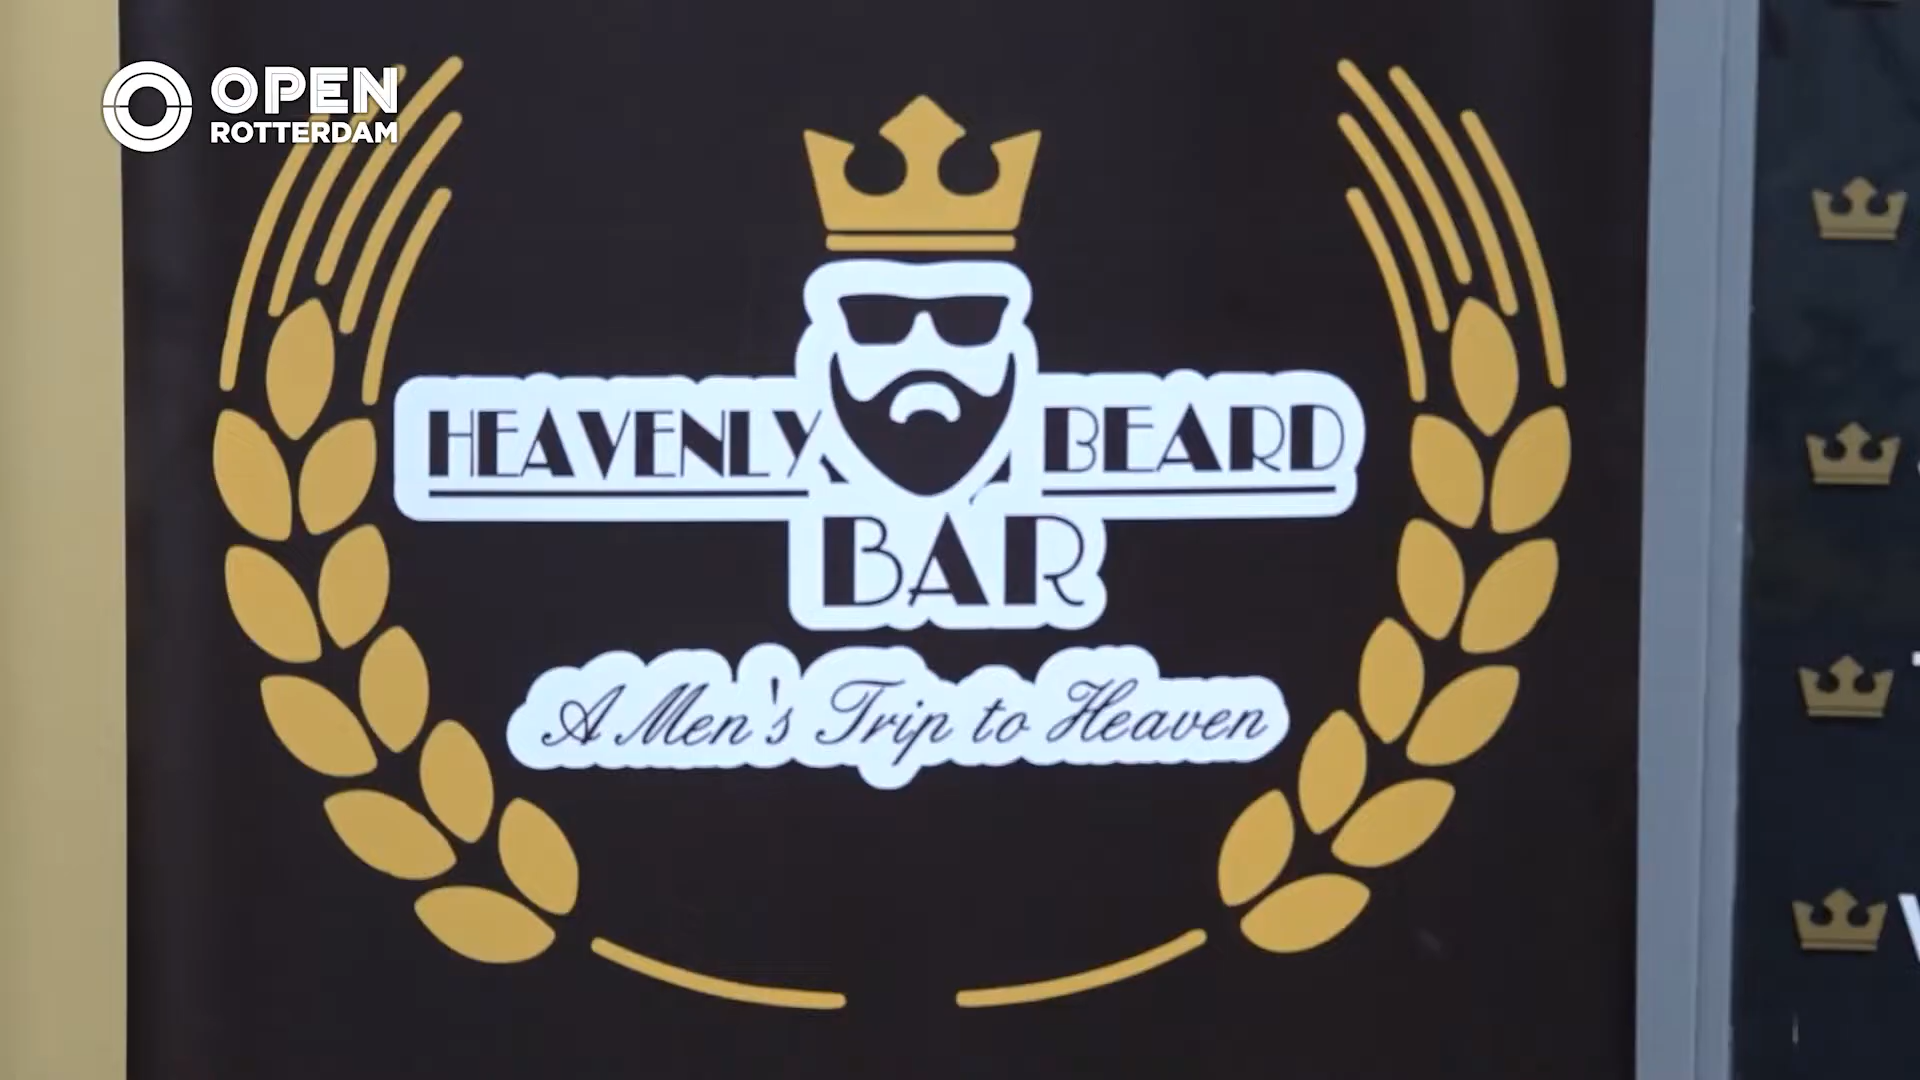 OPEN
ROTTERDAM
HEAVENLY BEARD
BAR
A Men's Trip to Heaven